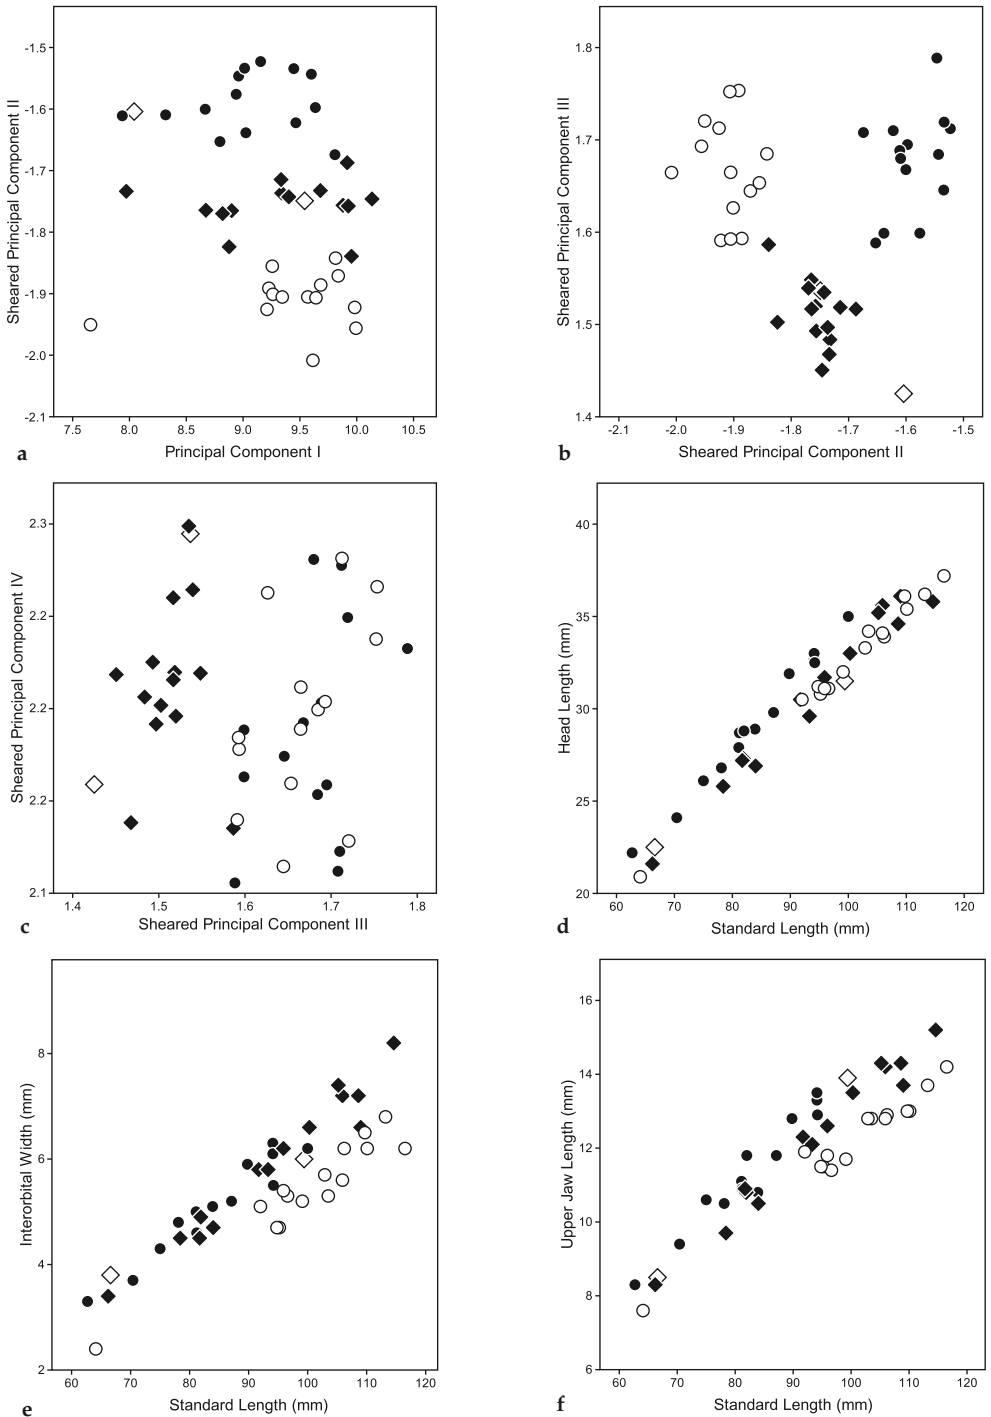 -1.5
-1.6
-1.7
-1.8
-1.9
-2.0
-2.1
Sheared Principal Component II
7.5 8.0 8.5 9.0 9.5 10.0 10.5
Principal Component I
a
1.8
1.7
1.6
1.5
1.4
Sheared Principal Component III
-2.1 -2.0 -1.9 -1.8 -1.7 -1.6 -1.5
Sheared Principal Component II
b
2.3
2.2
2.2
2.2
2.1
Sheared Principal Component IV
1.4 1.5 1.6 1.7 1.8
Sheared Principal Component III
c
40
35
30
25
20
Head Length (mm)
60 70 80 90 100 110 120
Standard Length (mm)
d
8
6
4
2
Interorbital Width (mm)
60 70 80 90 100 110 120
Standard Length (mm)
e
16
14
12
10
8
6
Upper Jaw Length (mm)
60 70 80 90 100 110 120
Standard Length (mm)
f